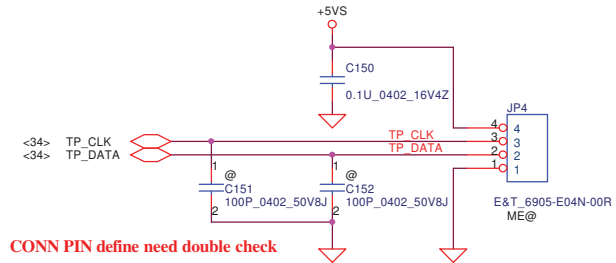 +5VS
C150
0.1U_0402_16V4Z
JP4
<34> TP_CLK
TP_CLK
<34> TP_DATA
TP_DATA
4 4
3 3
2 2
1 1
1 @
C151
100P_0402_50V8J
2
1 @
C152
100P_0402_50V8J
2
E&T_6905-E04N-00R
ME@
CONN PIN define need double check